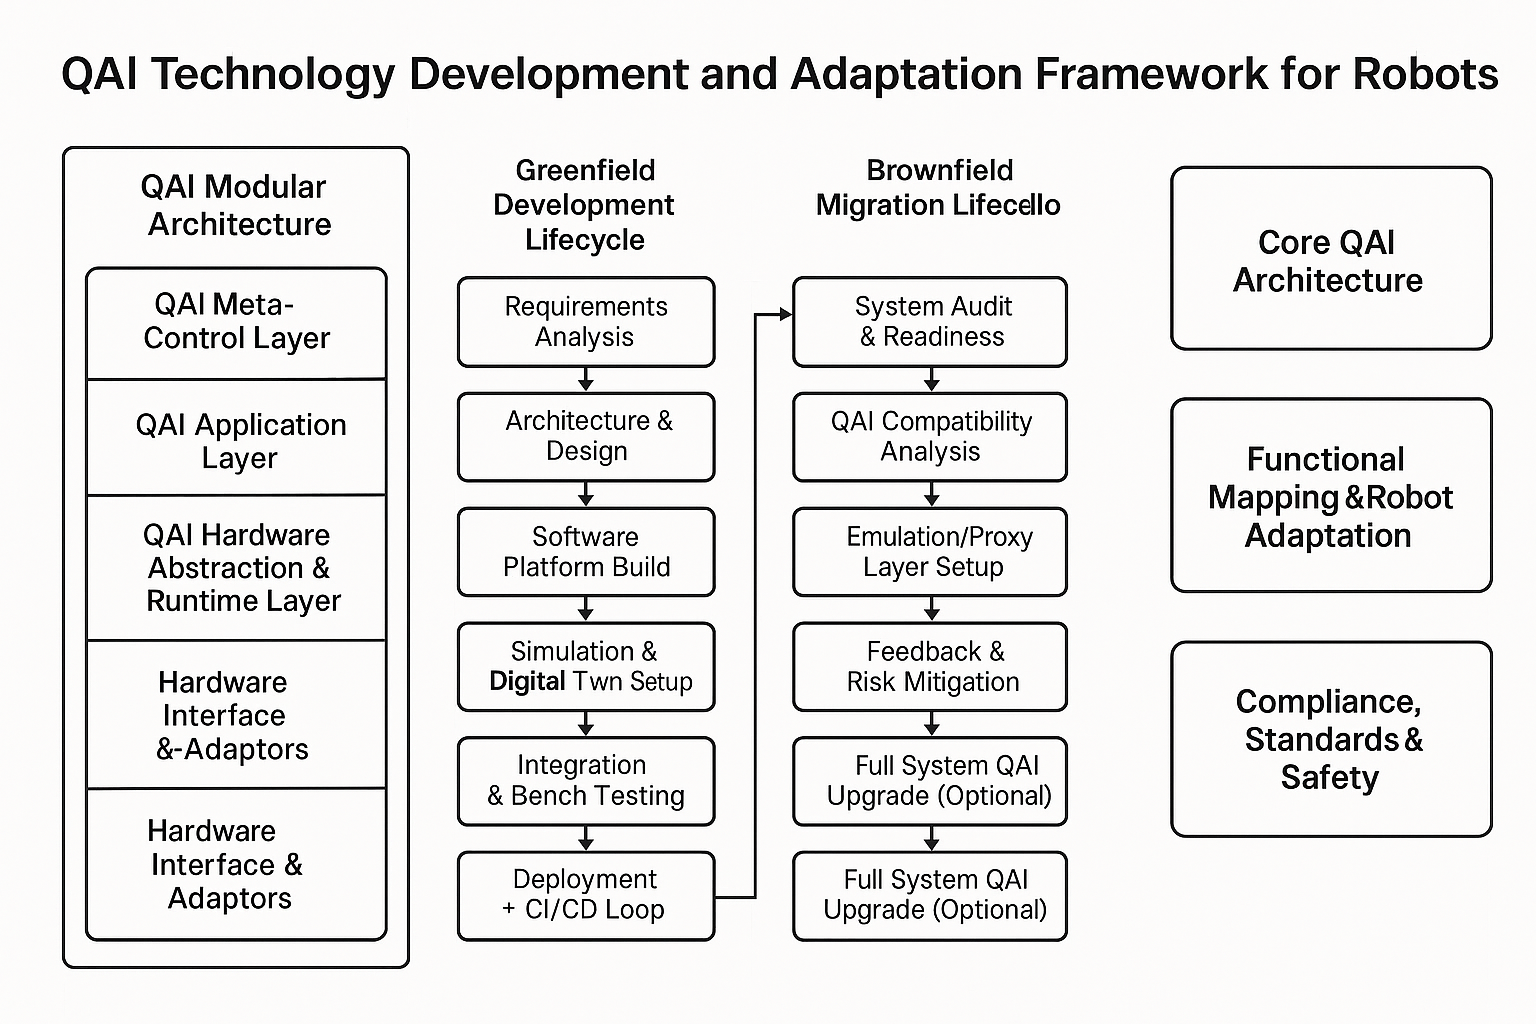 QAI Technology Development and Adaptation Framework for Robots
QAI Modular
Architecture
QAI Meta-
Control Layer
QAI Application
Layer
QAI Hardware
Abstraction &
Runtime Layer
Hardware
Interface
&-Adaptors
Hardware
Interface &
Adaptors
Greenfield
Development
Lifecycle
Requirements
Analysis
Architecture &
Design
Software
Platform Build
Simulation &
Digital Twn Setup
Integration
& Bench Testing
Deployment
+ CI/CD Loop
Brownfield
Migration Lifecello
System Audit
& Readiness
QAI Compatibility
Analysis
Emulation/Proxy
Layer Setup
Feedback &
Risk Mitigation
Full System QAI
Upgrade (Optional)
Full System QAI
Upgrade (Optional)
Core QAI
Architecture
Functional
Mapping &Robot
Adaptation
Compliance,
Standards &
Safety